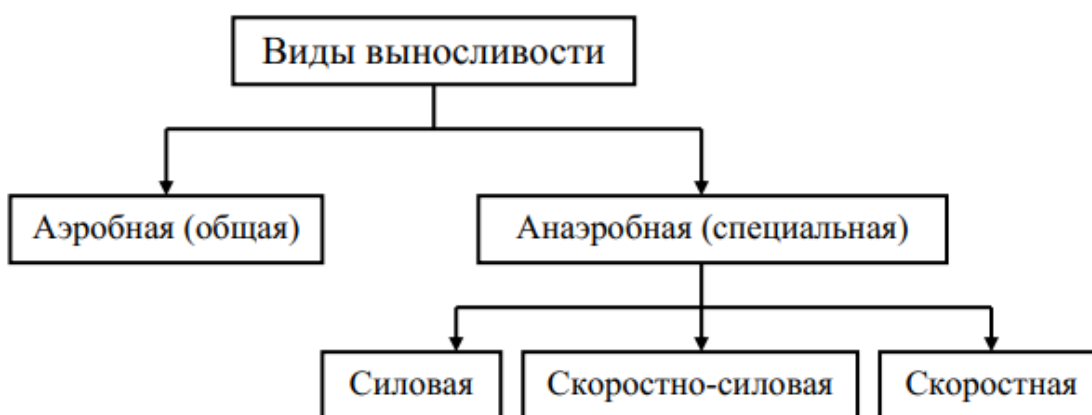 Виды выносливости
Аэробная (общая)
Анаэробная (специальная)
Силовая
Скоростно-силовая
Скоростная